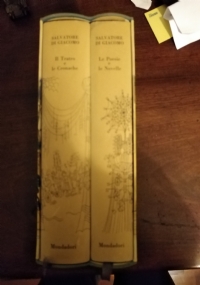 SALVATORE
DI GIACOMO
Il Teatro
e
le Cronache
Mondadori
SALVATORE
DI GIACOMO
Le Poesie
e
le Novelle
Mondadori